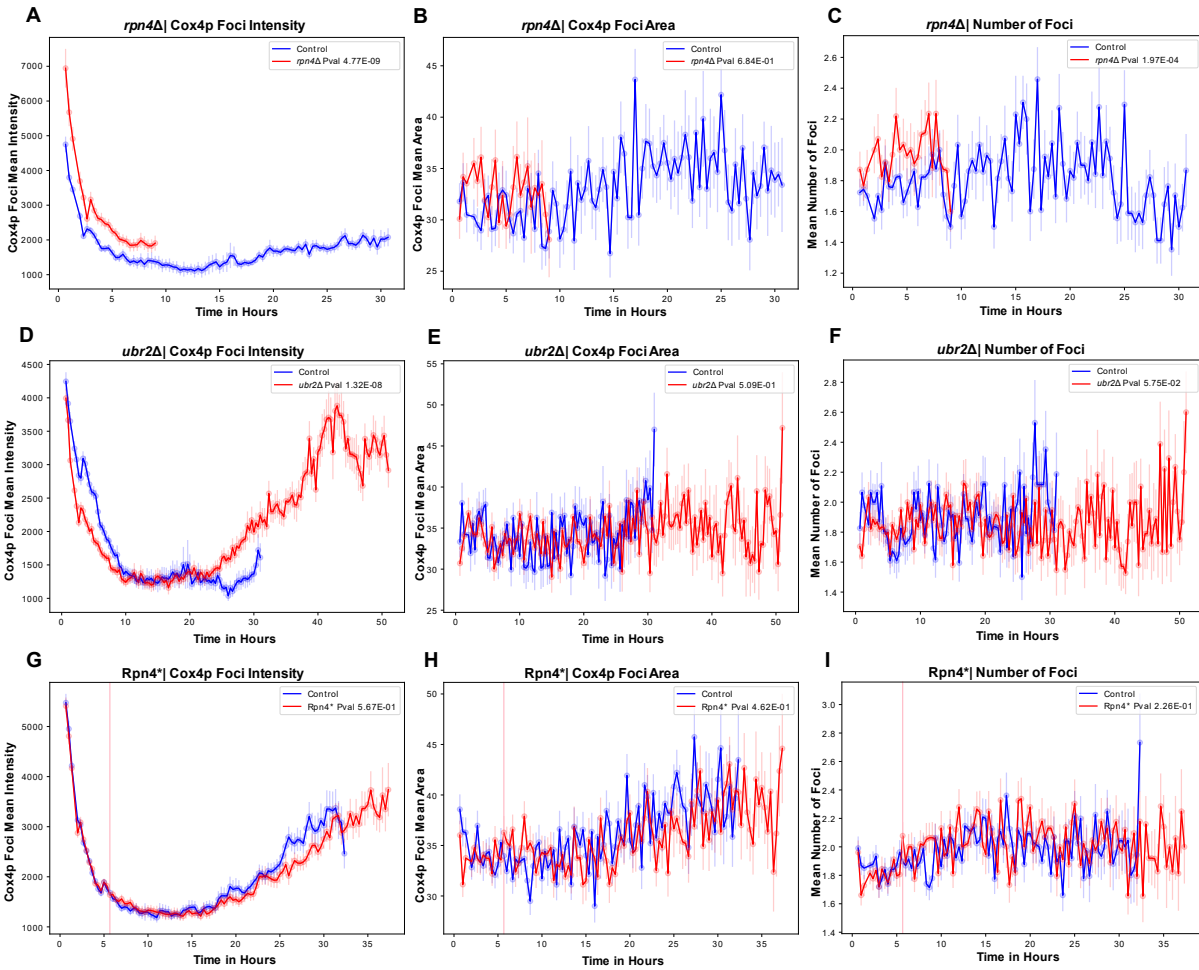 A
rpn4Δ| Cox4p Foci Intensity
Cox4p Foci Mean Intensity
7000
6000
5000
4000
3000
2000
1000
Control
rpn4Δ Pval 4.77E-09
0 5 10 15 20 25 30
Time in Hours
B
rpn4Δ| Cox4p Foci Area
Cox4p Foci Mean Area
45
40
35
30
25
Control
rpn4Δ Pval 6.84E-01
0 5 10 15 20 25 30
Time in Hours
C
rpn4Δ| Number of Foci
Mean Number of Foci
2.6
2.4
2.2
2.0
1.8
1.6
1.4
1.2
Control
rpn4Δ Pval 1.97E-04
0 5 10 15 20 25 30
Time in Hours
D
ubr2Δ| Cox4p Foci Intensity
Cox4p Foci Mean Intensity
4500
4000
3500
3000
2500
2000
1500
1000
Control
ubr2Δ Pval 1.32E-08
0 10 20 30 40 50
Time in Hours
E
ubr2Δ| Cox4p Foci Area
Cox4p Foci Mean Area
55
50
45
40
35
30
25
Control
ubr2Δ Pval 5.09E-01
0 10 20 30 40 50
Time in Hours
F
ubr2Δ| Number of Foci
Mean Number of Foci
2.8
2.6
2.4
2.2
2.0
1.8
1.6
1.4
Control
ubr2Δ Pval 5.75E-02
0 10 20 30 40 50
Time in Hours
G
Rpn4*| Cox4p Foci Intensity
Cox4p Foci Mean Intensity
5000
4000
3000
2000
1000
Control
Rpn4* Pval 5.67E-01
0 5 10 15 20 25 30 35
Time in Hours
H
Rpn4*| Cox4p Foci Area
Cox4p Foci Mean Area
50
45
40
35
30
Control
Rpn4* Pval 4.62E-01
0 5 10 15 20 25 30 35
Time in Hours
I
Rpn4*| Number of Foci
Mean Number of Foci
3.0
2.8
2.6
2.4
2.2
2.0
1.8
1.6
1.4
Control
Rpn4* Pval 2.26E-01
0 5 10 15 20 25 30 35
Time in Hours